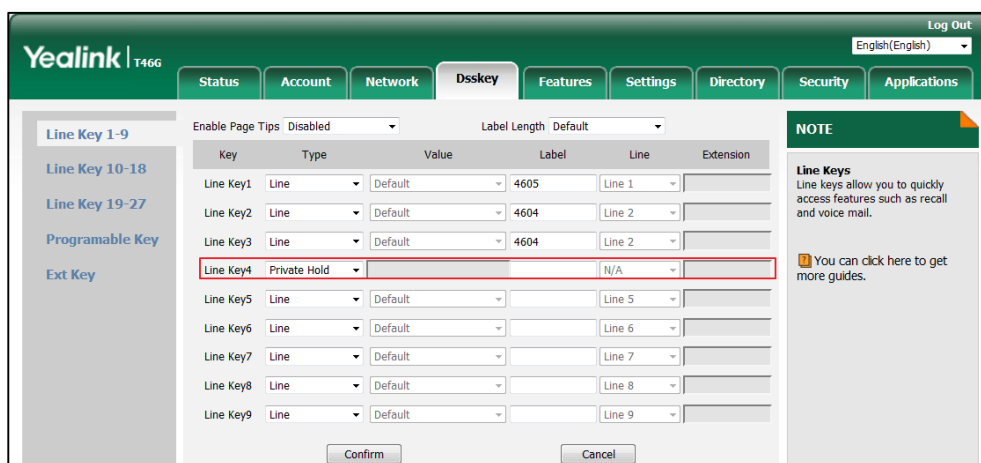 Log Out
Yealink T46G
English(English)
Status Account Network Dsskey Features Settings Directory Security Applications
Line Key 1-9
Line Key 10-18
Line Key 19-27
Programable Key
Ext Key
Enable Page Tips Disabled Label Length Default
Key Type Value Label Line Extension
Line Key1 Line Default 4605 Line 1
Line Key2 Line Default 4604 Line 2
Line Key3 Line Default 4604 Line 2
Line Key4 Private Hold N/A
Line Key5 Line Default Line 5
Line Key6 Line Default Line 6
Line Key7 Line Default Line 7
Line Key8 Line Default Line 8
Line Key9 Line Default Line 9
Confirm Cancel
NOTE
Line Keys
Line keys allow you to quickly
access features such as recall
and voice mail.
You can click here to get
more guides.